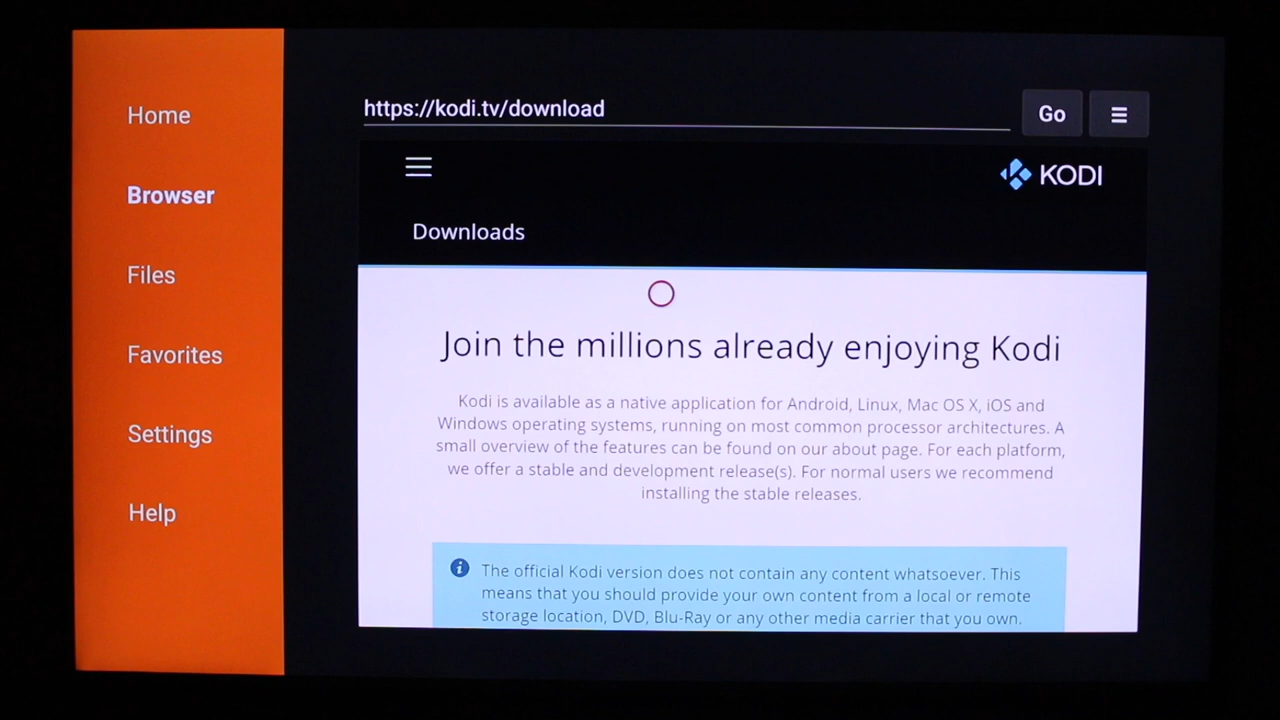 Home
Browser
Files
Favorites
Settings
Help
https://kodi.tv/download
Go
KODI
Downloads
Join the millions already enjoying Kodi
Kodi is available as a native application for Android, Linux, Mac OS X, iOS and
Windows operating systems, running on most common processor architectures. A
small overview of the features can be found on our about page. For each platform,
we offer a stable and development release(s). For normal users we recommend
installing the stable releases.
The official Kodi version does not contain any content whatsoever. This
means that you should provide your own content from a local or remote
storage location, DVD, Blu-Ray or any other media carrier that you own.